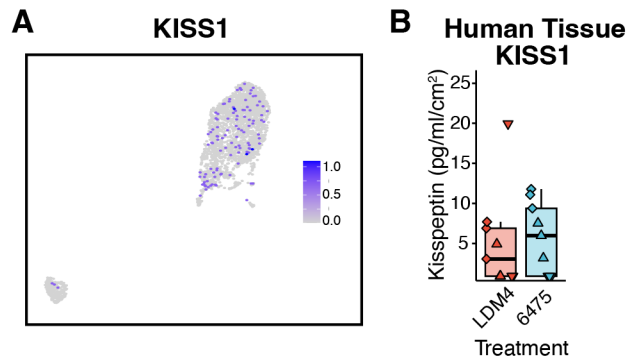 A
KISS1
1.0
0.5
0.0
B
Human Tissue
KISS1
Kisspeptin (pg/ml/cm²)
25
20
15
10
5
LDM4
6475
Treatment